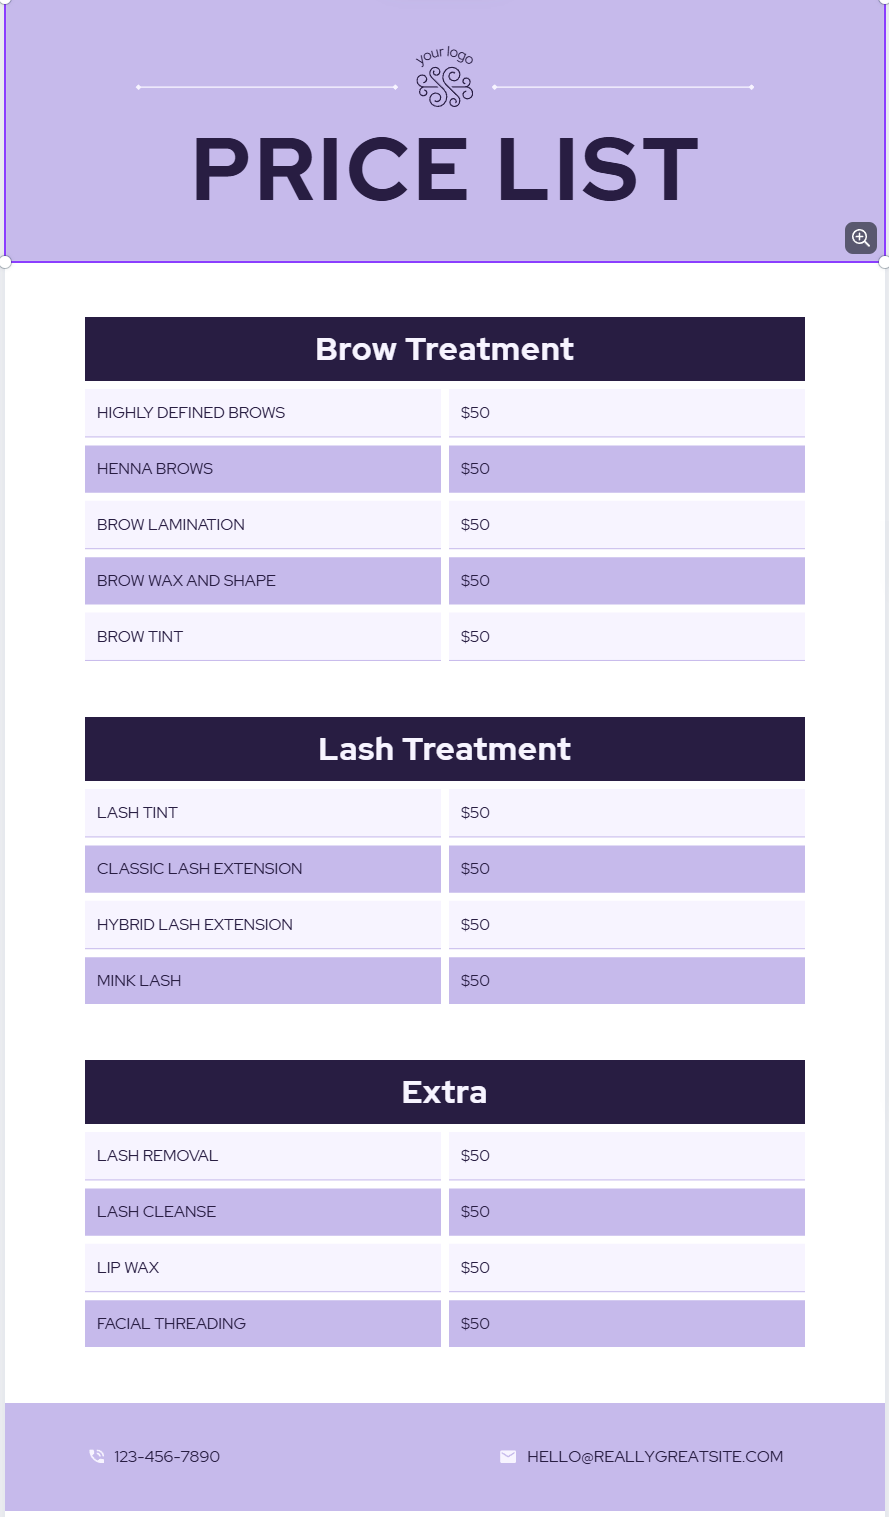 your logo
PRICE LIST
Brow Treatment
HIGHLY DEFINED BROWS $50
HENNA BROWS $50
BROW LAMINATION $50
BROW WAX AND SHAPE $50
BROW TINT $50
Lash Treatment
LASH TINT $50
CLASSIC LASH EXTENSION $50
HYBRID LASH EXTENSION $50
MINK LASH $50
Extra
LASH REMOVAL $50
LASH CLEANSE $50
LIP WAX $50
FACIAL THREADING $50
123-456-7890 HELLO@REALLYGREATSITE.COM